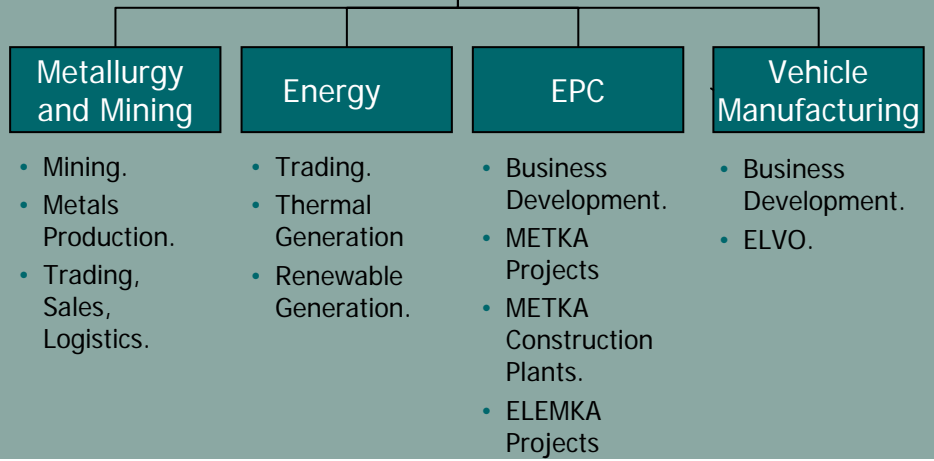 Metallurgy
and Mining
• Mining.
• Metals
Production.
• Trading,
Sales,
Logistics.
Energy
• Trading.
• Thermal
Generation
• Renewable
Generation.
EPC
• Business
Development.
• METKA
Projects
• METKA
Construction
Plants.
• ELEMKA
Projects
Vehicle
Manufacturing
• Business
Development.
• ELVO.